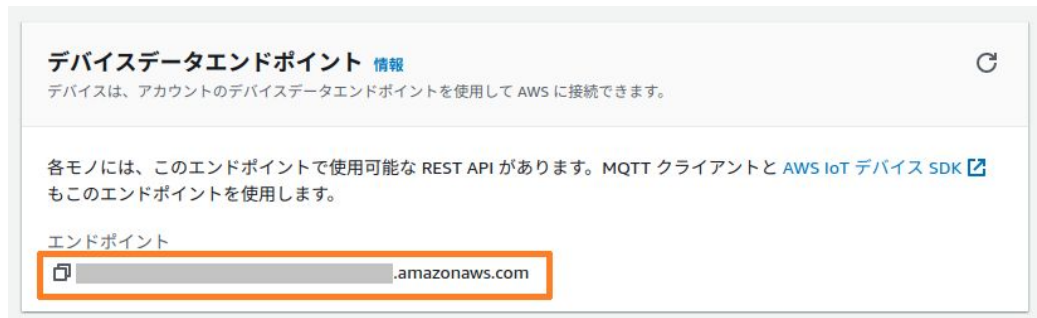 デバイスデータエンドポイント 情報
デバイスは、アカウントのデバイスデータエンドポイントを使用して AWS に接続できます。
各モノには、このエンドポイントで使用可能な REST API があります。MQTT クライアントと AWS IoT デバイス SDK
もこのエンドポイントを使用します。
エンドポイント
.amazonaws.com